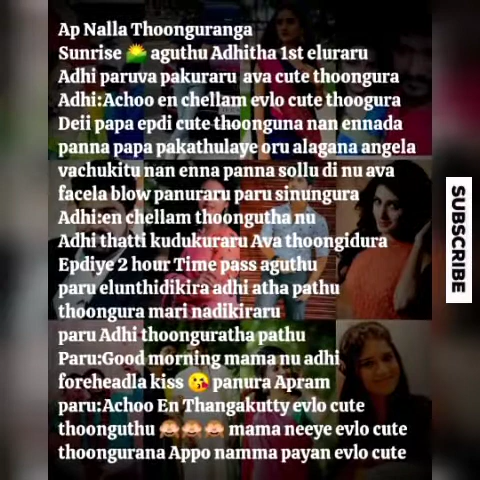 Ap Nalla Thoonguranga
Sunrise 🌅 aguthu Adhitha 1st eluraru
Adhi paruva pakuraru ava cute thoongura
Adhi:Achoo en chellam evlo cute thoogura
Deii papa epdi cute thoonguna nan ennada
panna papa pakathulaye oru alagana angela
vachukitu nan enna panna sollu di nu ava
facela blow panuraru paru sinungura
Adhi:en chellam thoongutha nu
Adhi thatti kudukuraru Ava thoongidura
Epdiye 2 hour Time pass aguthu
paru elunthidikira adhi atha pathu
thoongura mari nadikiraru
paru Adhi thoonguratha pathu
Paru:Good morning mama nu adhi
foreheadla kiss 😘 panura Apram
paru:Achoo En Thangakutty evlo cute
thoonguthu 🙈🙈🙈 mama neeye evlo cute
thoongurana Appo namma payan evlo cute
SUBSCRIBE